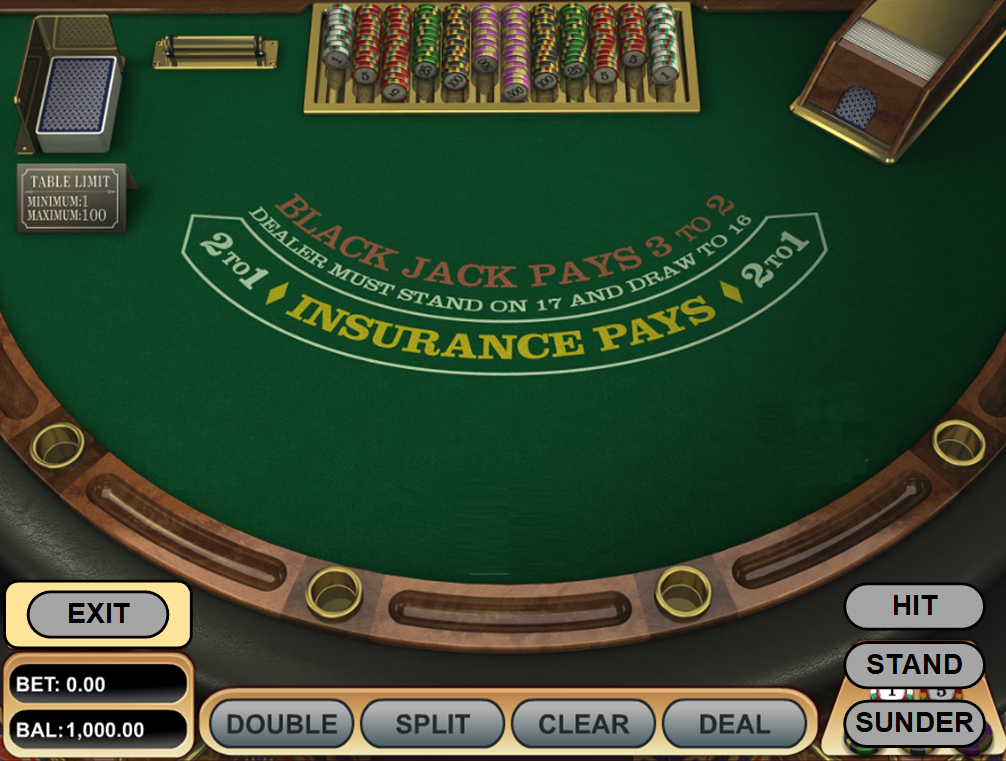 TABLE LIMIT
MINIMUM:1
MAXIMUM:100
BLACK JACK PAYS 3 TO 2
DEALER MUST STAND ON 17 AND DRAW TO 16
2 TO 1 INSURANCE PAYS 2 TO 1
EXIT
BET: 0.00
BAL:1,000.00
DOUBLE
SPLIT
CLEAR
DEAL
HIT
STAND
1 5
SUNDER